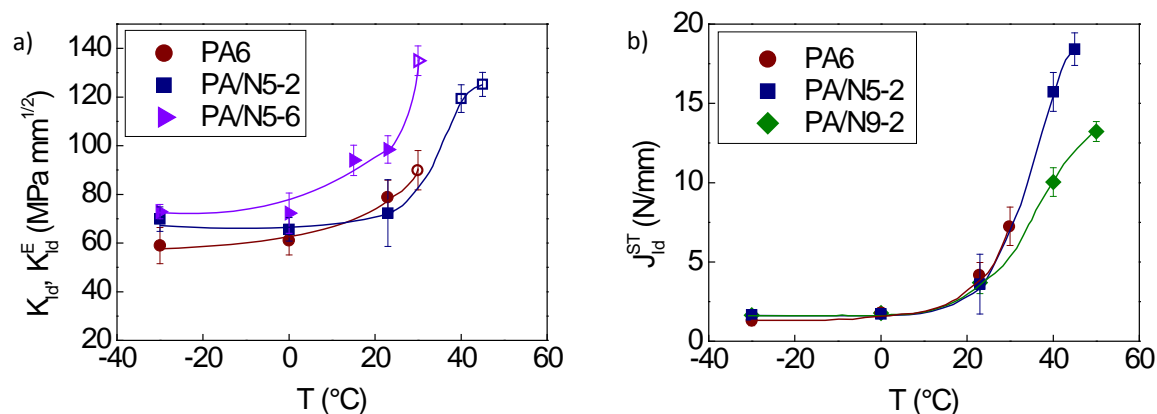 a)
K_Id, K_Id^E (MPa mm^1/2)
140
120
100
80
60
40
20
PA6
PA/N5-2
PA/N5-6
-20 0 20 40 60
T (°C)
b)
J_Id^ST (N/mm)
20
15
10
5
0
PA6
PA/N5-2
PA/N9-2
-20 0 20 40 60
T (°C)